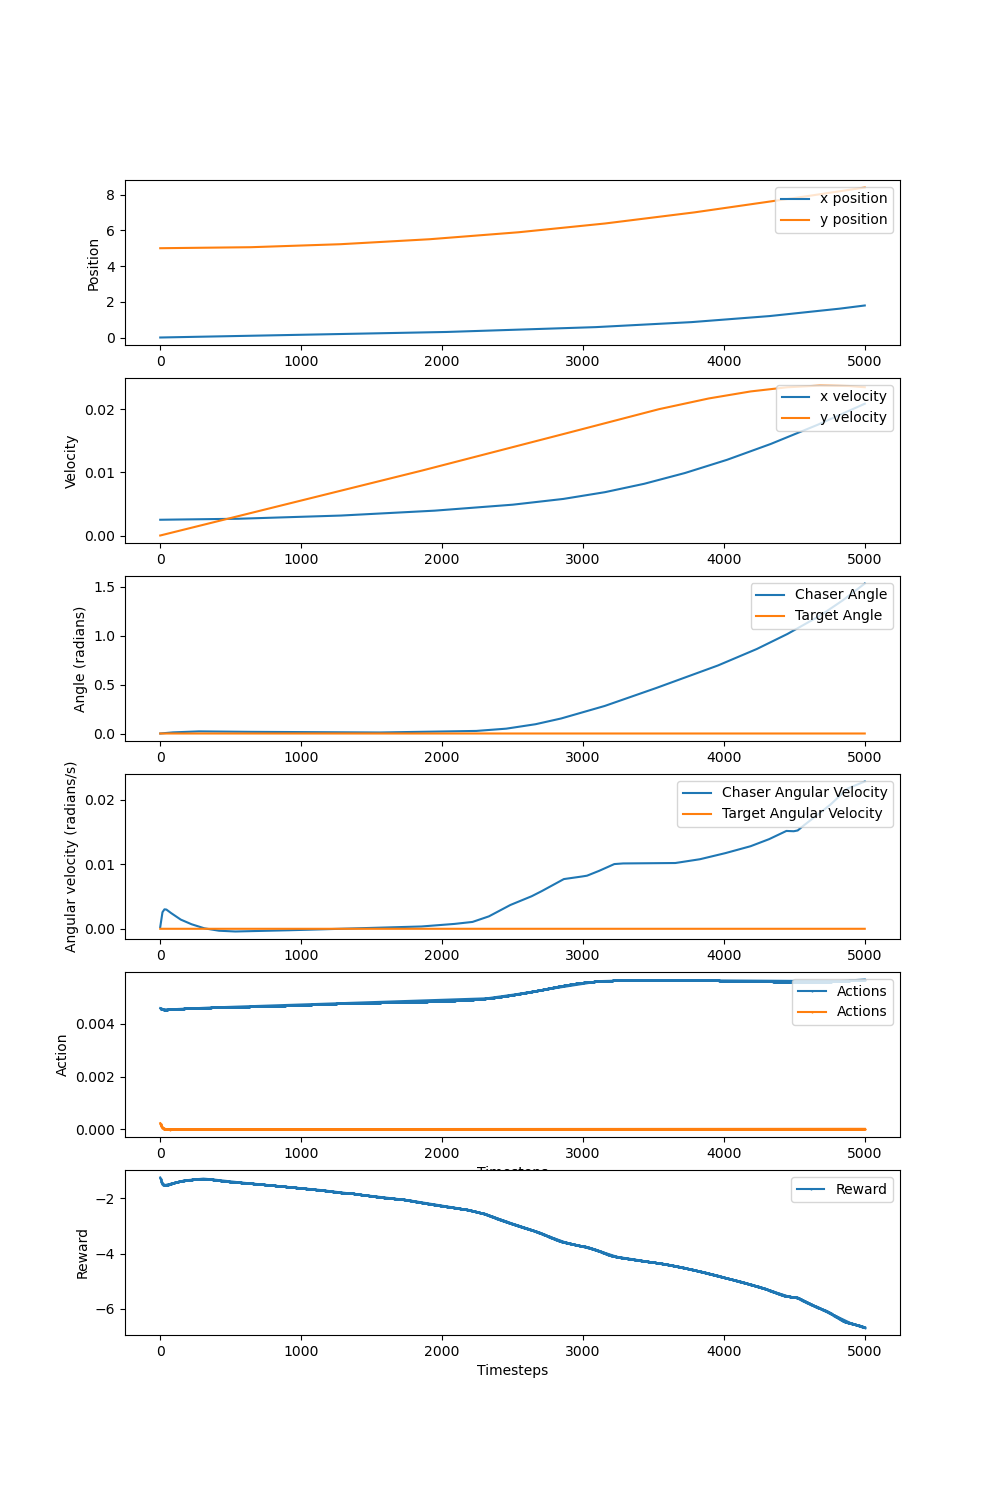 8
6
4
2
0
Position
x position
y position
0 1000 2000 3000 4000 5000
0.02
0.01
0.00
Velocity
x velocity
y velocity
0 1000 2000 3000 4000 5000
1.5
1.0
0.5
0.0
Angle (radians)
Chaser Angle
Target Angle
0 1000 2000 3000 4000 5000
0.02
0.01
0.00
Angular velocity (radians/s)
Chaser Angular Velocity
Target Angular Velocity
0 1000 2000 3000 4000 5000
0.004
0.002
0.000
Action
Actions
Actions
0 1000 2000 3000 4000 5000
Timesteps
−2
−4
−6
Reward
Reward
0 1000 2000 3000 4000 5000
Timesteps